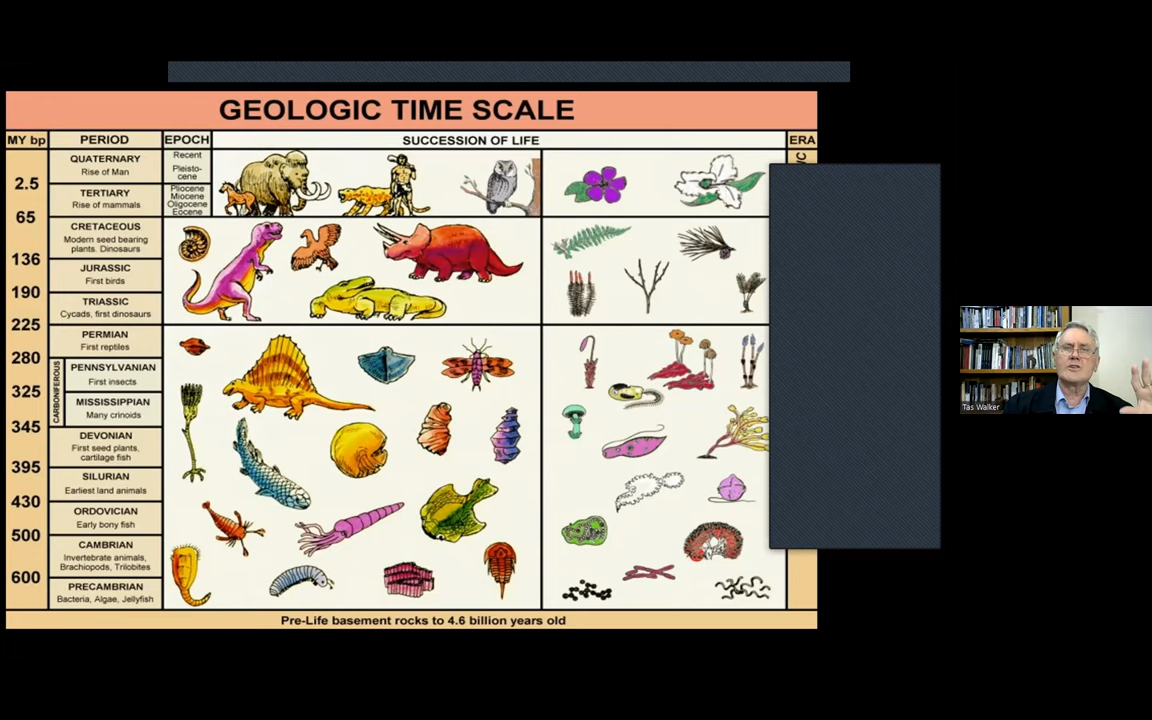 GEOLOGIC TIME SCALE
MY bp PERIOD EPOCH SUCCESSION OF LIFE ERA
QUATERNARY
Rise of Man
Recent
Pleisto-
cene
2.5
TERTIARY
Rise of mammals
Pliocene
Miocene
Oligocene
Eocene
65
CRETACEOUS
Modern seed bearing
plants. Dinosaurs
136
JURASSIC
First birds
190
TRIASSIC
Cycads, first dinosaurs
225
PERMIAN
First reptiles
280
CARBONIFEROUS
PENNSYLVANIAN
First insects
325
MISSISSIPPIAN
Many crinoids
345
DEVONIAN
First seed plants,
cartilage fish
395
SILURIAN
Earliest land animals
430
ORDOVICIAN
Early bony fish
500
CAMBRIAN
Invertebrate animals,
Brachiopods, Trilobites
600
PRECAMBRIAN
Bacteria, Algae, Jellyfish
Pre-Life basement rocks to 4.6 billion years old
Tas Walker